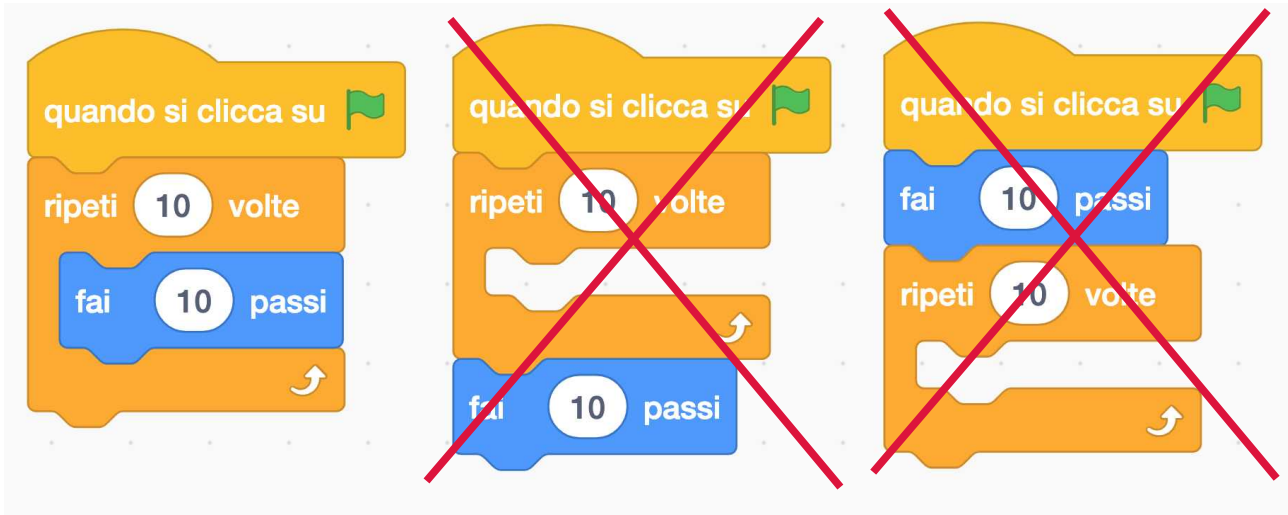 quando si clicca su
ripeti 10 volte
fai 10 passi
quando si clicca su
ripeti 10 volte
fai 10 passi
quando si clicca su
fai 10 passi
ripeti 10 volte